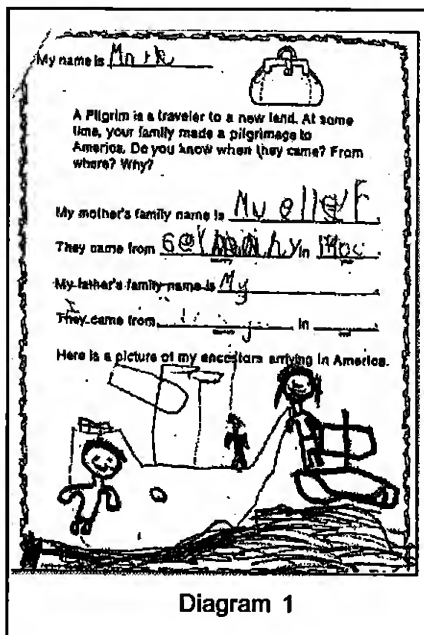 My name is Mark
A Pilgrim is a traveler to a new land. At some
time, your family made a pilgrimage to
America. Do you know when they came? From
where? Why?
My mother's family name is Mueller
They came from Germany in
My father's family name is My
They came from in
Here is a picture of my ancestors arriving in America.
Diagram 1